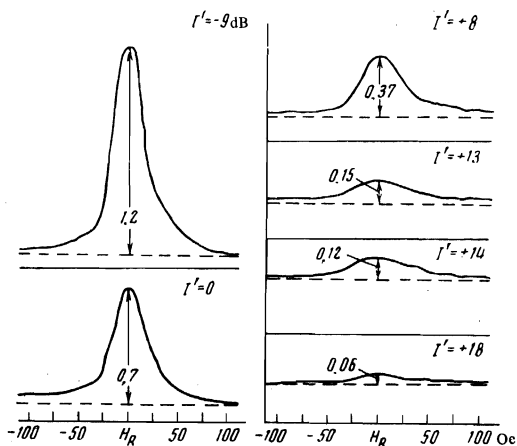 I'=-9 dB
1.2
I'=0
0,7
-100 -50 H_R 50 100
I'=+8
0.37
I'=+13
0.15
I'=+14
0,12
I'=+18
0.06
-100 -50 H_R 50 100 Oe